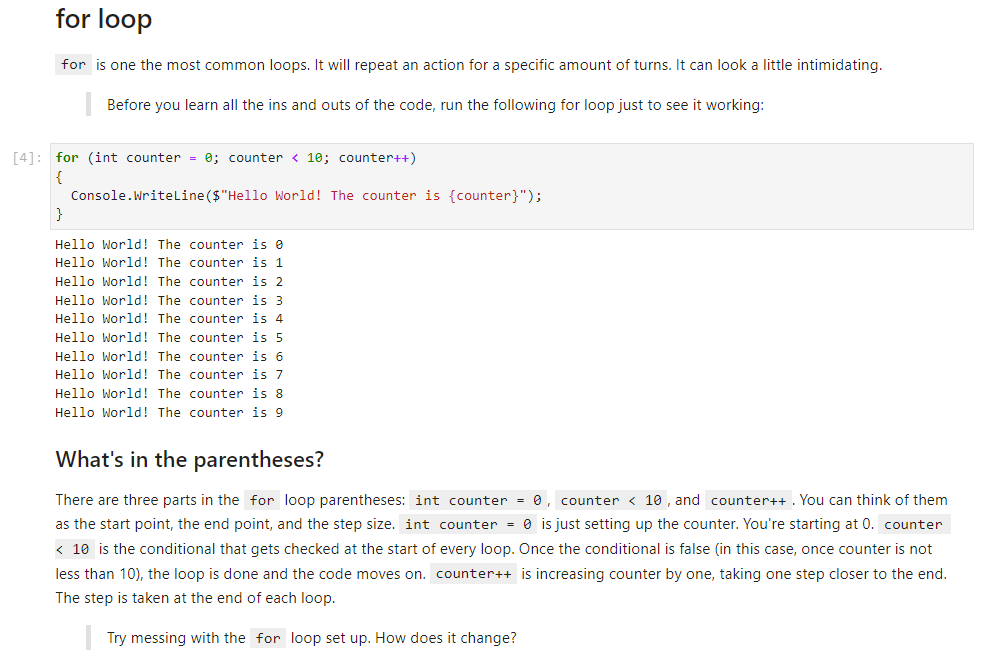 for loop
for is one the most common loops. It will repeat an action for a specific amount of turns. It can look a little intimidating.
Before you learn all the ins and outs of the code, run the following for loop just to see it working:
[4]: for (int counter = 0; counter < 10; counter++)
{
Console.WriteLine($"Hello World! The counter is {counter}");
}
Hello World! The counter is 0
Hello World! The counter is 1
Hello World! The counter is 2
Hello World! The counter is 3
Hello World! The counter is 4
Hello World! The counter is 5
Hello World! The counter is 6
Hello World! The counter is 7
Hello World! The counter is 8
Hello World! The counter is 9
What's in the parentheses?
There are three parts in the for loop parentheses: int counter = 0, counter < 10, and counter++. You can think of them
as the start point, the end point, and the step size. int counter = 0 is just setting up the counter. You're starting at 0. counter
< 10 is the conditional that gets checked at the start of every loop. Once the conditional is false (in this case, once counter is not
less than 10), the loop is done and the code moves on. counter++ is increasing counter by one, taking one step closer to the end.
The step is taken at the end of each loop.
Try messing with the for loop set up. How does it change?